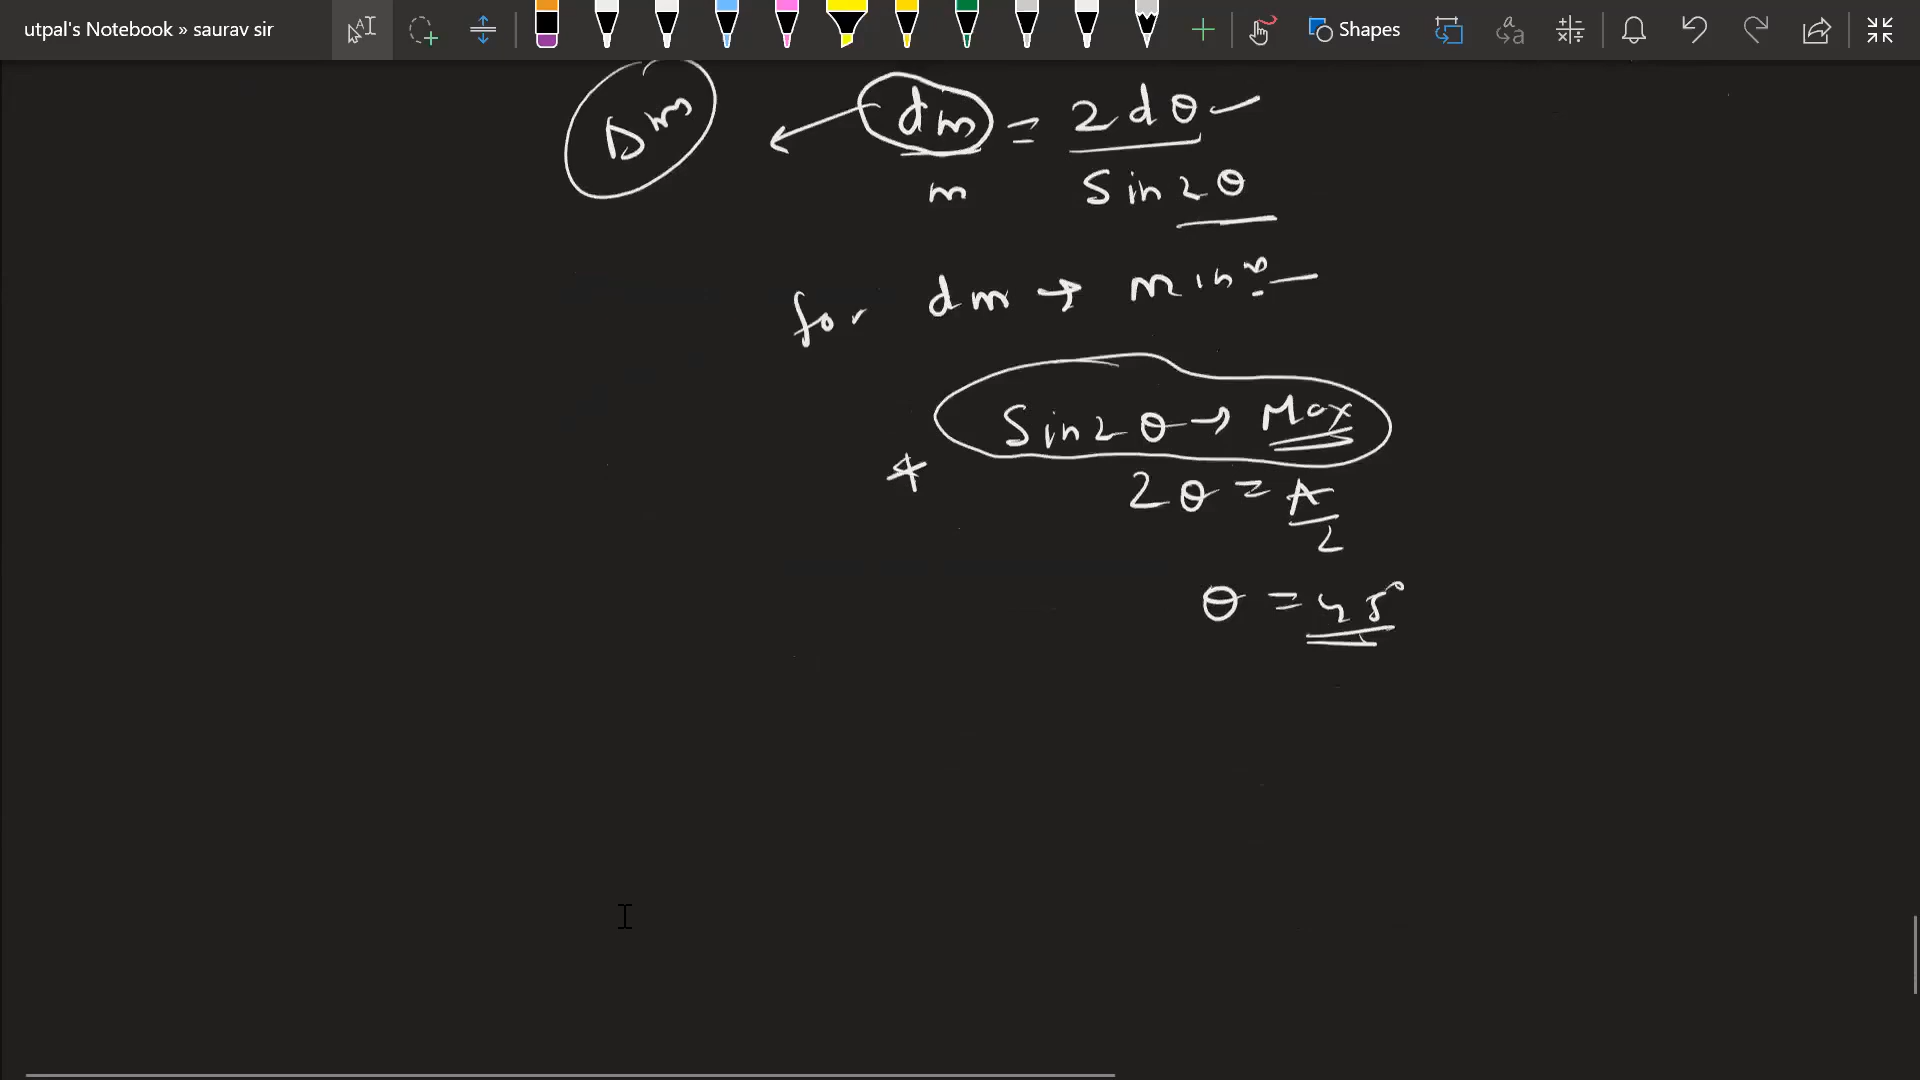 utpal's Notebook » saurav sir
Shapes
Dm
dm/m = 2dθ/Sin2θ
for dm → min^m
Sin2θ → Max
2θ = π/2
θ = 45°